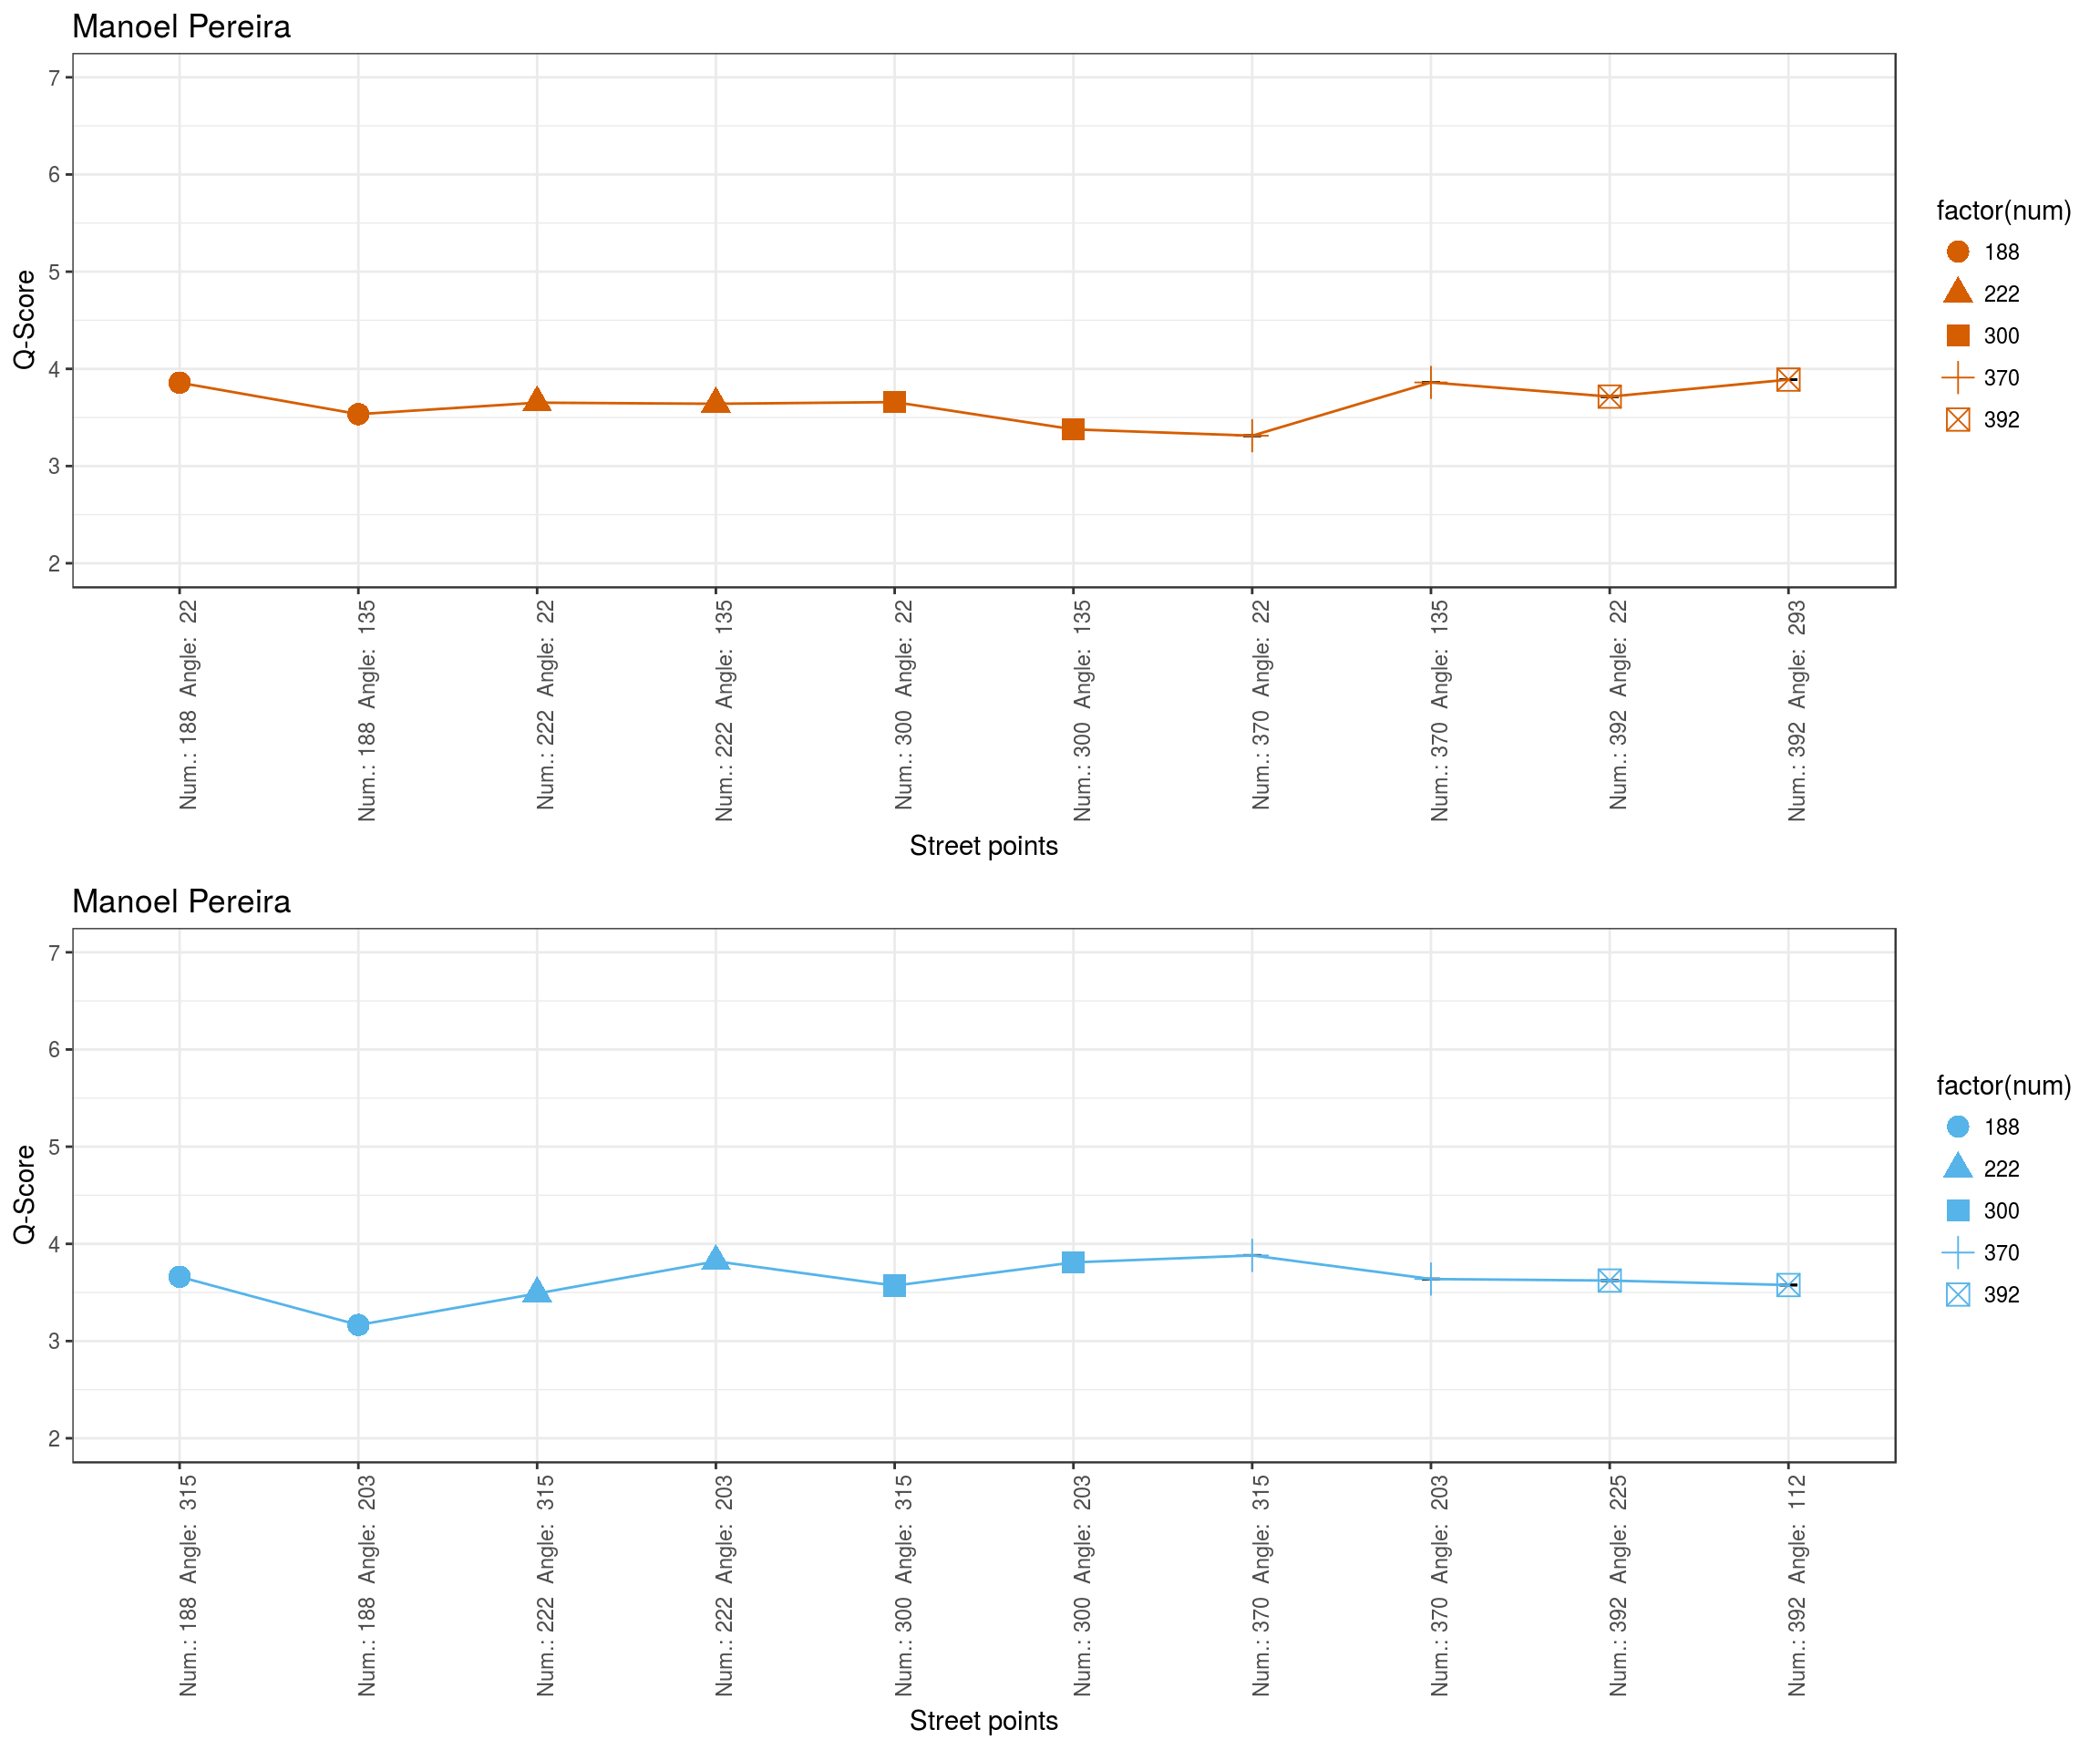 Manoel Pereira
7
6
5
4
3
2
Q-Score
Num.: 188 Angle: 22
Num.: 188 Angle: 135
Num.: 222 Angle: 22
Num.: 222 Angle: 135
Num.: 300 Angle: 22
Num.: 300 Angle: 135
Num.: 370 Angle: 22
Num.: 370 Angle: 135
Num.: 392 Angle: 22
Num.: 392 Angle: 293
Street points
factor(num)
188
222
300
370
392
Manoel Pereira
7
6
5
4
3
2
Q-Score
Num.: 188 Angle: 315
Num.: 188 Angle: 203
Num.: 222 Angle: 315
Num.: 222 Angle: 203
Num.: 300 Angle: 315
Num.: 300 Angle: 203
Num.: 370 Angle: 315
Num.: 370 Angle: 203
Num.: 392 Angle: 225
Num.: 392 Angle: 112
Street points
factor(num)
188
222
300
370
392